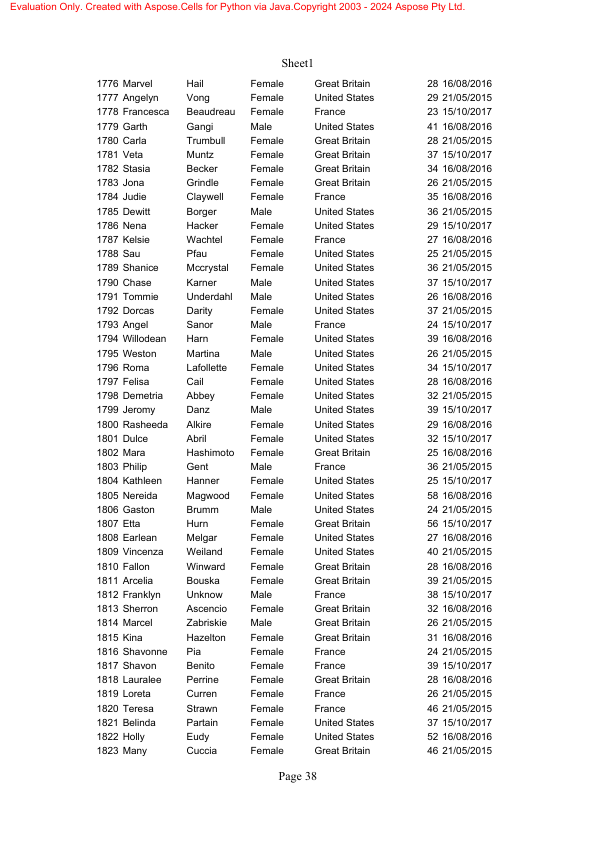 Evaluation Only. Created with Aspose.Cells for Python via Java.Copyright 2003 - 2024 Aspose Pty Ltd.
Sheet1
1776 Marvel Hail Female Great Britain 28 16/08/2016
1777 Angelyn Vong Female United States 29 21/05/2015
1778 Francesca Beaudreau Female France 23 15/10/2017
1779 Garth Gangi Male United States 41 16/08/2016
1780 Carla Trumbull Female Great Britain 28 21/05/2015
1781 Veta Muntz Female Great Britain 37 15/10/2017
1782 Stasia Becker Female Great Britain 34 16/08/2016
1783 Jona Grindle Female Great Britain 26 21/05/2015
1784 Judie Claywell Female France 35 16/08/2016
1785 Dewitt Borger Male United States 36 21/05/2015
1786 Nena Hacker Female United States 29 15/10/2017
1787 Kelsie Wachtel Female France 27 16/08/2016
1788 Sau Pfau Female United States 25 21/05/2015
1789 Shanice Mccrystal Female United States 36 21/05/2015
1790 Chase Karner Male United States 37 15/10/2017
1791 Tommie Underdahl Male United States 26 16/08/2016
1792 Dorcas Darity Female United States 37 21/05/2015
1793 Angel Sanor Male France 24 15/10/2017
1794 Willodean Harn Female United States 39 16/08/2016
1795 Weston Martina Male United States 26 21/05/2015
1796 Roma Lafollette Female United States 34 15/10/2017
1797 Felisa Cail Female United States 28 16/08/2016
1798 Demetria Abbey Female United States 32 21/05/2015
1799 Jeromy Danz Male United States 39 15/10/2017
1800 Rasheeda Alkire Female United States 29 16/08/2016
1801 Dulce Abril Female United States 32 15/10/2017
1802 Mara Hashimoto Female Great Britain 25 16/08/2016
1803 Philip Gent Male France 36 21/05/2015
1804 Kathleen Hanner Female United States 25 15/10/2017
1805 Nereida Magwood Female United States 58 16/08/2016
1806 Gaston Brumm Male United States 24 21/05/2015
1807 Etta Hurn Female Great Britain 56 15/10/2017
1808 Earlean Melgar Female United States 27 16/08/2016
1809 Vincenza Weiland Female United States 40 21/05/2015
1810 Fallon Winward Female Great Britain 28 16/08/2016
1811 Arcelia Bouska Female Great Britain 39 21/05/2015
1812 Franklyn Unknow Male France 38 15/10/2017
1813 Sherron Ascencio Female Great Britain 32 16/08/2016
1814 Marcel Zabriskie Male Great Britain 26 21/05/2015
1815 Kina Hazelton Female Great Britain 31 16/08/2016
1816 Shavonne Pia Female France 24 21/05/2015
1817 Shavon Benito Female France 39 15/10/2017
1818 Lauralee Perrine Female Great Britain 28 16/08/2016
1819 Loreta Curren Female France 26 21/05/2015
1820 Teresa Strawn Female France 46 21/05/2015
1821 Belinda Partain Female United States 37 15/10/2017
1822 Holly Eudy Female United States 52 16/08/2016
1823 Many Cuccia Female Great Britain 46 21/05/2015
Page 38